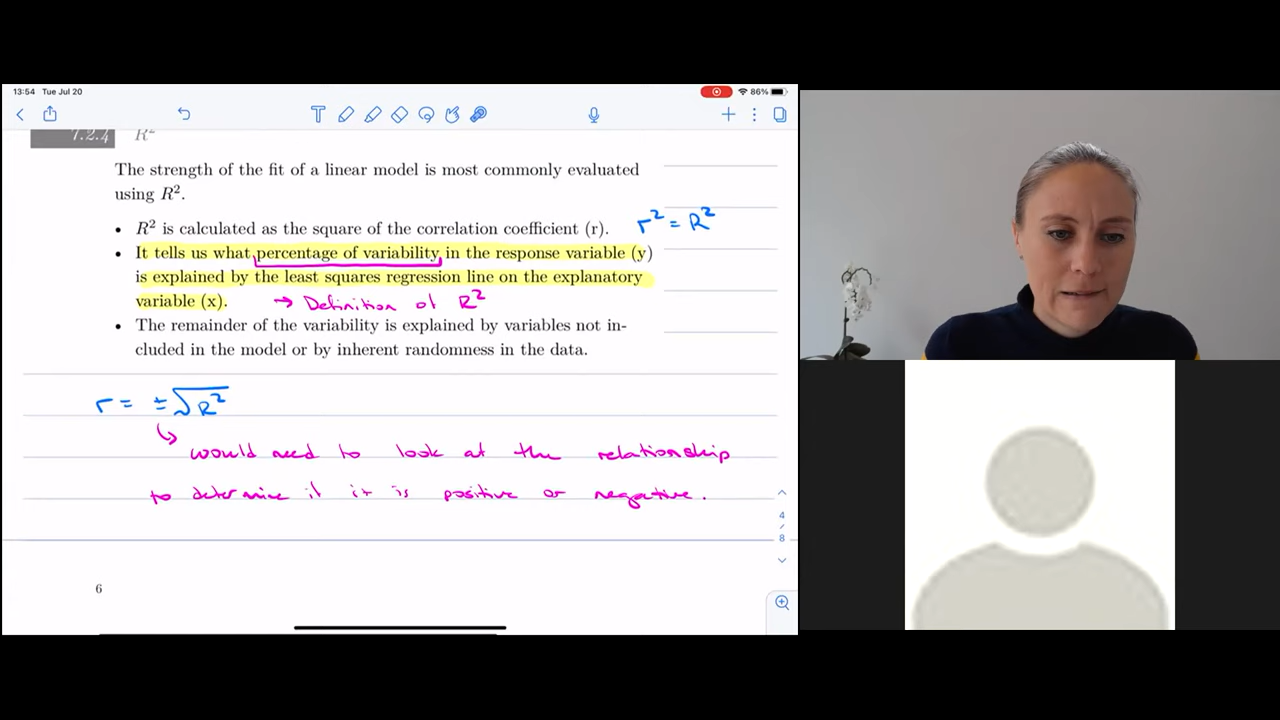 13:54 Tue Jul 20
86%
7.2.4 R²
The strength of the fit of a linear model is most commonly evaluated
using R².
• R² is calculated as the square of the correlation coefficient (r). r² = R²
• It tells us what percentage of variability in the response variable (y)
is explained by the least squares regression line on the explanatory
variable (x). → Definition of R²
• The remainder of the variability is explained by variables not in-
cluded in the model or by inherent randomness in the data.
r = ±√R²
would need to look at the relationship
to determine if it is positive or negative.
4
/
8
6